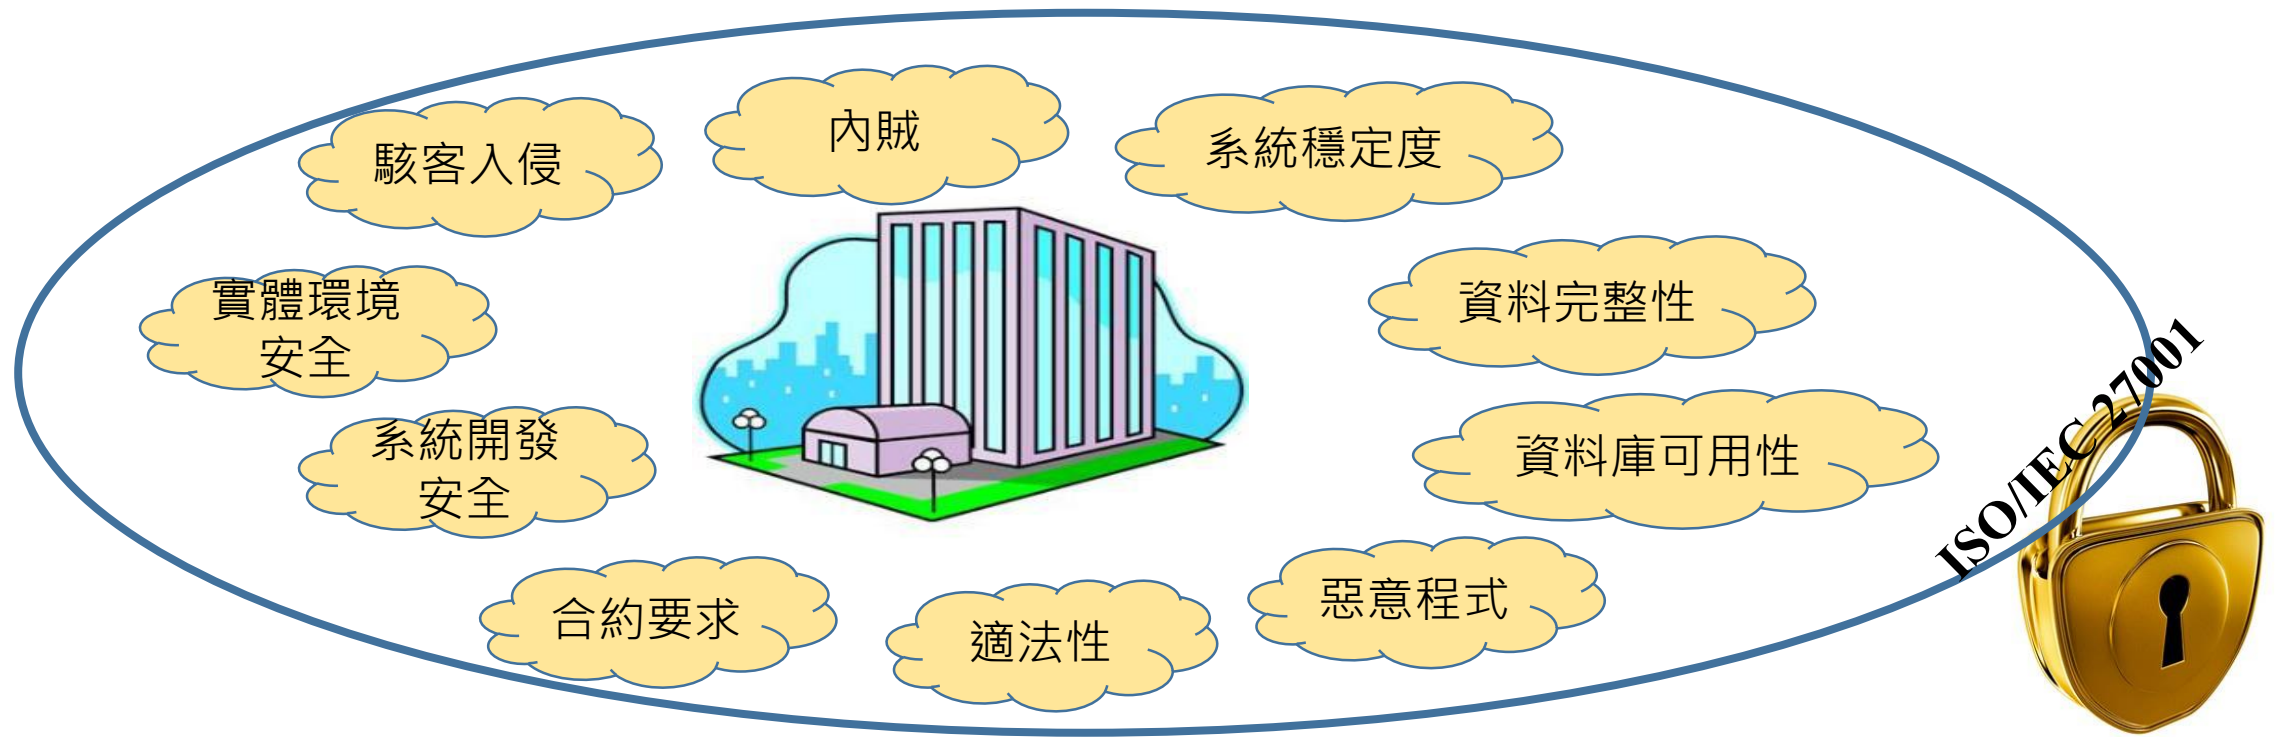 駭客入侵
內賊
系統穩定度
實體環境
安全
資料完整性
系統開發
安全
資料庫可用性
合約要求
適法性
惡意程式
ISO/IEC 27001